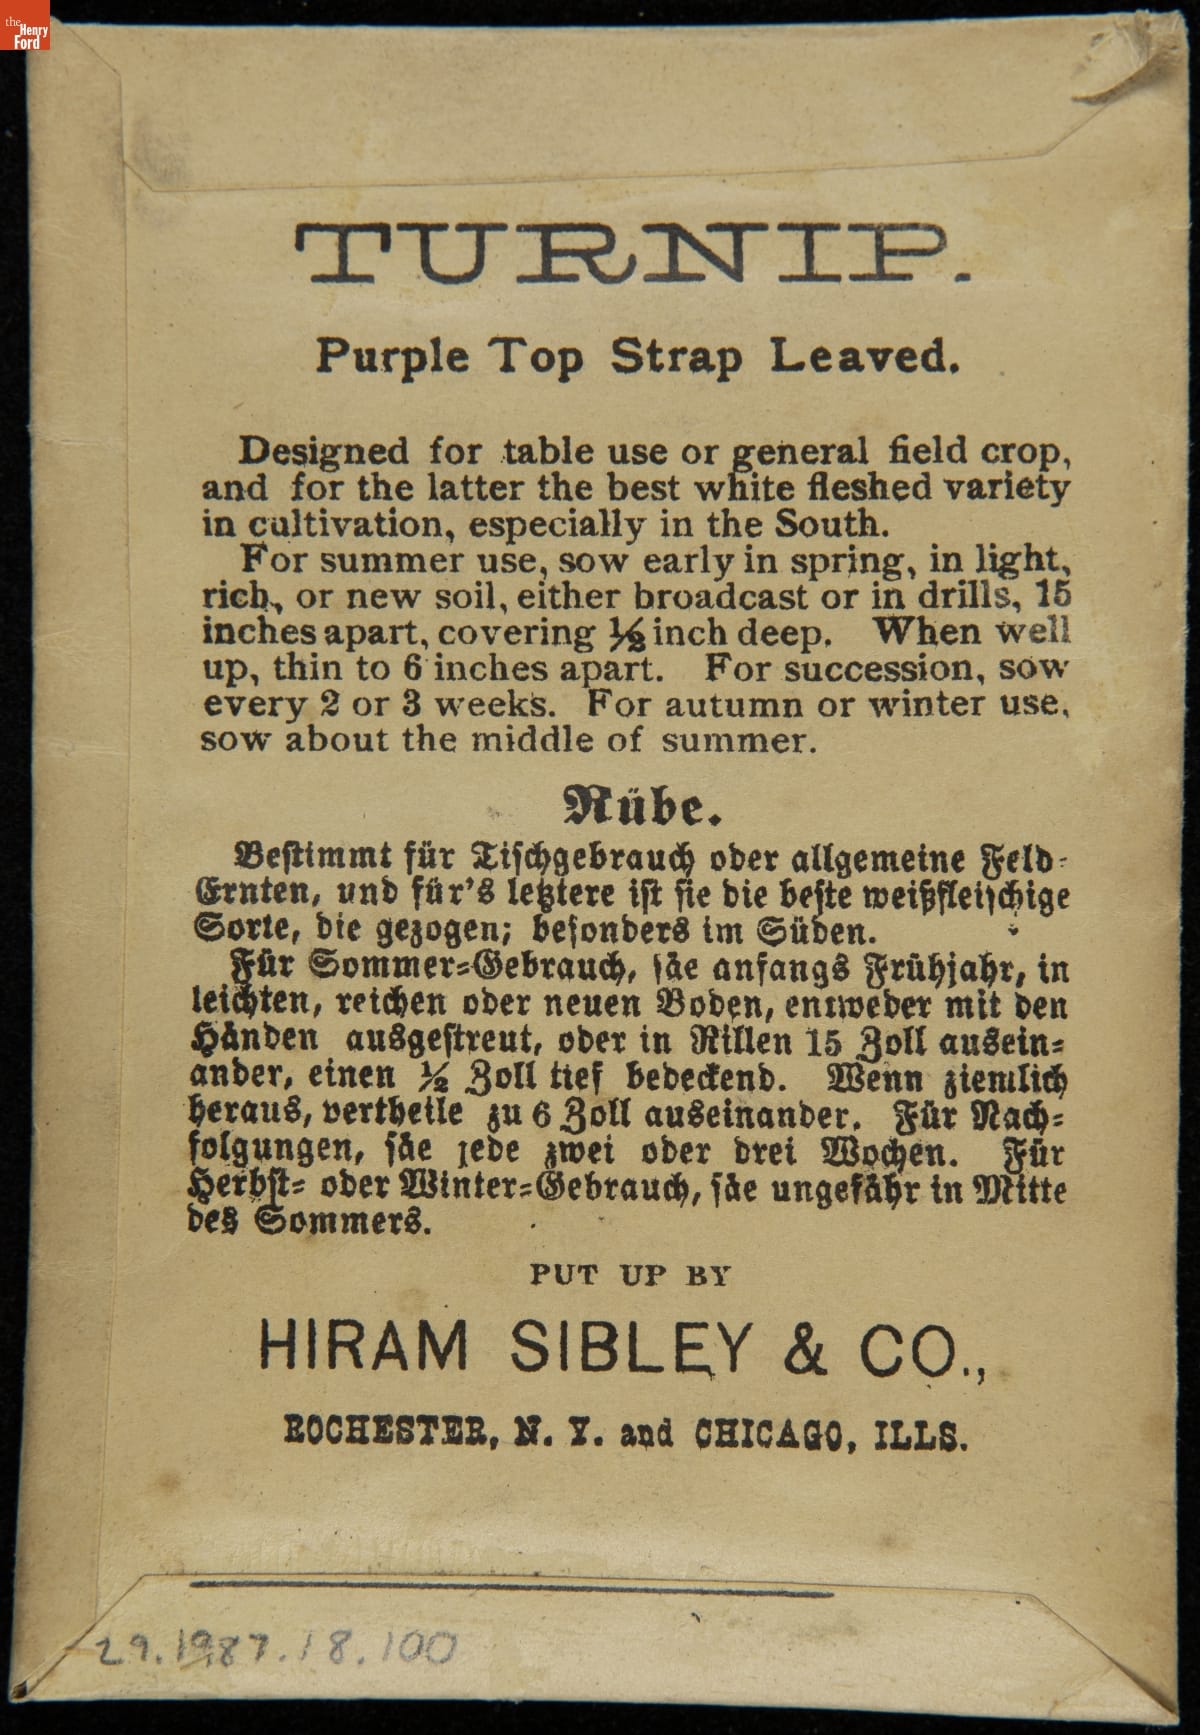 the
Henry
Ford
TURNIP.
Purple Top Strap Leaved.
Designed for table use or general field crop,
and for the latter the best white fleshed variety
in cultivation, especially in the South.
For summer use, sow early in spring, in light,
rich, or new soil, either broadcast or in drills, 15
inches apart, covering ½ inch deep. When well
up, thin to 6 inches apart. For succession, sow
every 2 or 3 weeks. For autumn or winter use,
sow about the middle of summer.
Rübe.
Bestimmt für Tischgebrauch oder allgemeine Feld-
Ernten, und für's letztere ist sie die beste weißfleischige
Sorte, die gezogen; besonders im Süden.
Für Sommer-Gebrauch, säe anfangs Frühjahr, in
leichten, reichen oder neuen Boden, entweder mit den
Händen ausgestreut, oder in Rillen 15 Zoll ausein-
ander, einen ½ Zoll tief bedeckend. Wenn ziemlich
heraus, vertheile zu 6 Zoll auseinander. Für Nach-
folgungen, säe jede zwei oder drei Wochen. Für
Herbst- oder Winter-Gebrauch, säe ungefähr in Mitte
des Sommers.
PUT UP BY
HIRAM SIBLEY & CO.,
ROCHESTER, N. Y. and CHICAGO, ILLS.
29.1987.18.100